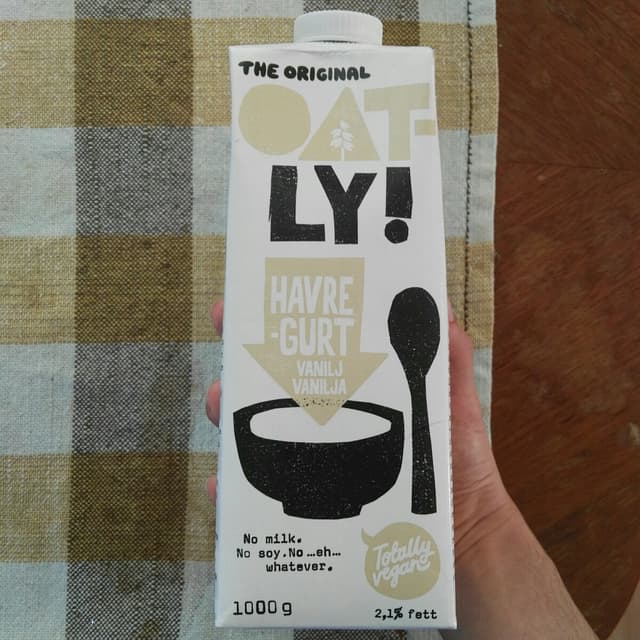 THE ORIGINAL
OAT-
LY!
HAVRE
-GURT
VANILJ
VANILJA
No milk.
No soy. No ...eh...
whatever.
Totally
vegan!
1000 g
2,1% fett